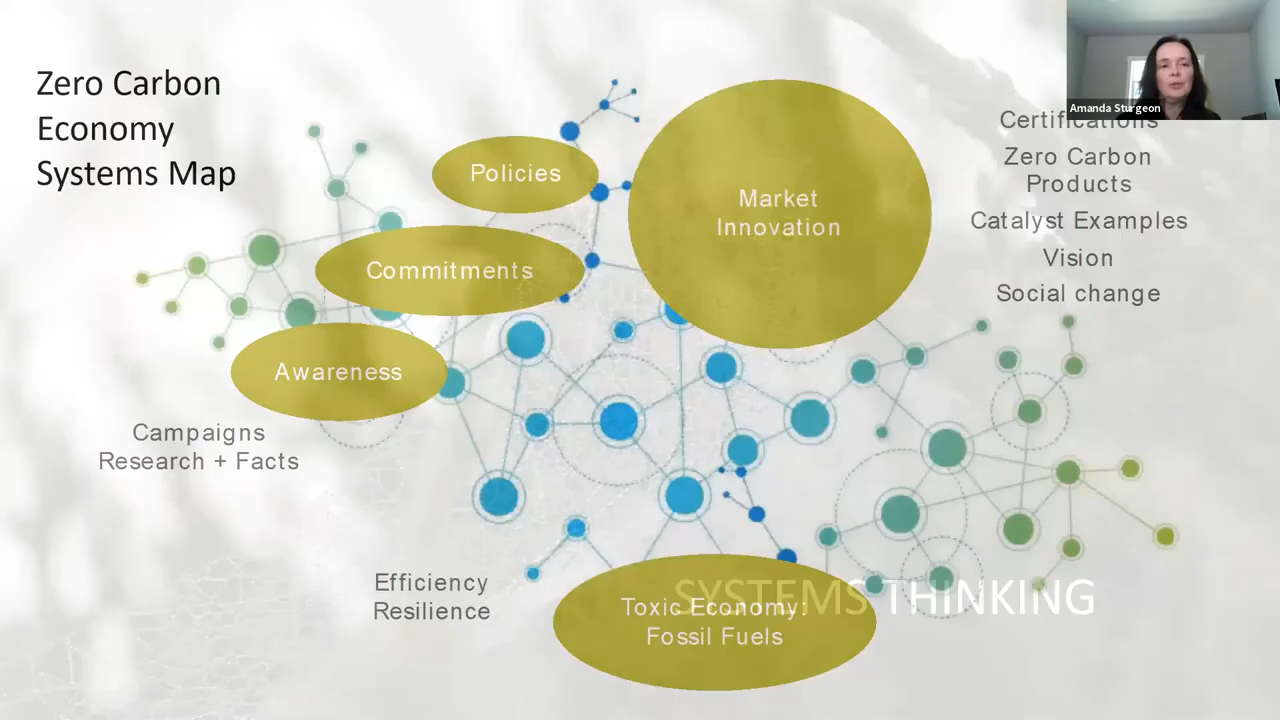 Zero Carbon
Economy
Systems Map
Amanda Sturgeon
Certifications
Zero Carbon
Products
Catalyst Examples
Vision
Social change
Policies
Market
Innovation
Commitments
Awareness
Campaigns
Research + Facts
Efficiency
Resilience
SYSTEMS THINKING
Toxic Economy:
Fossil Fuels